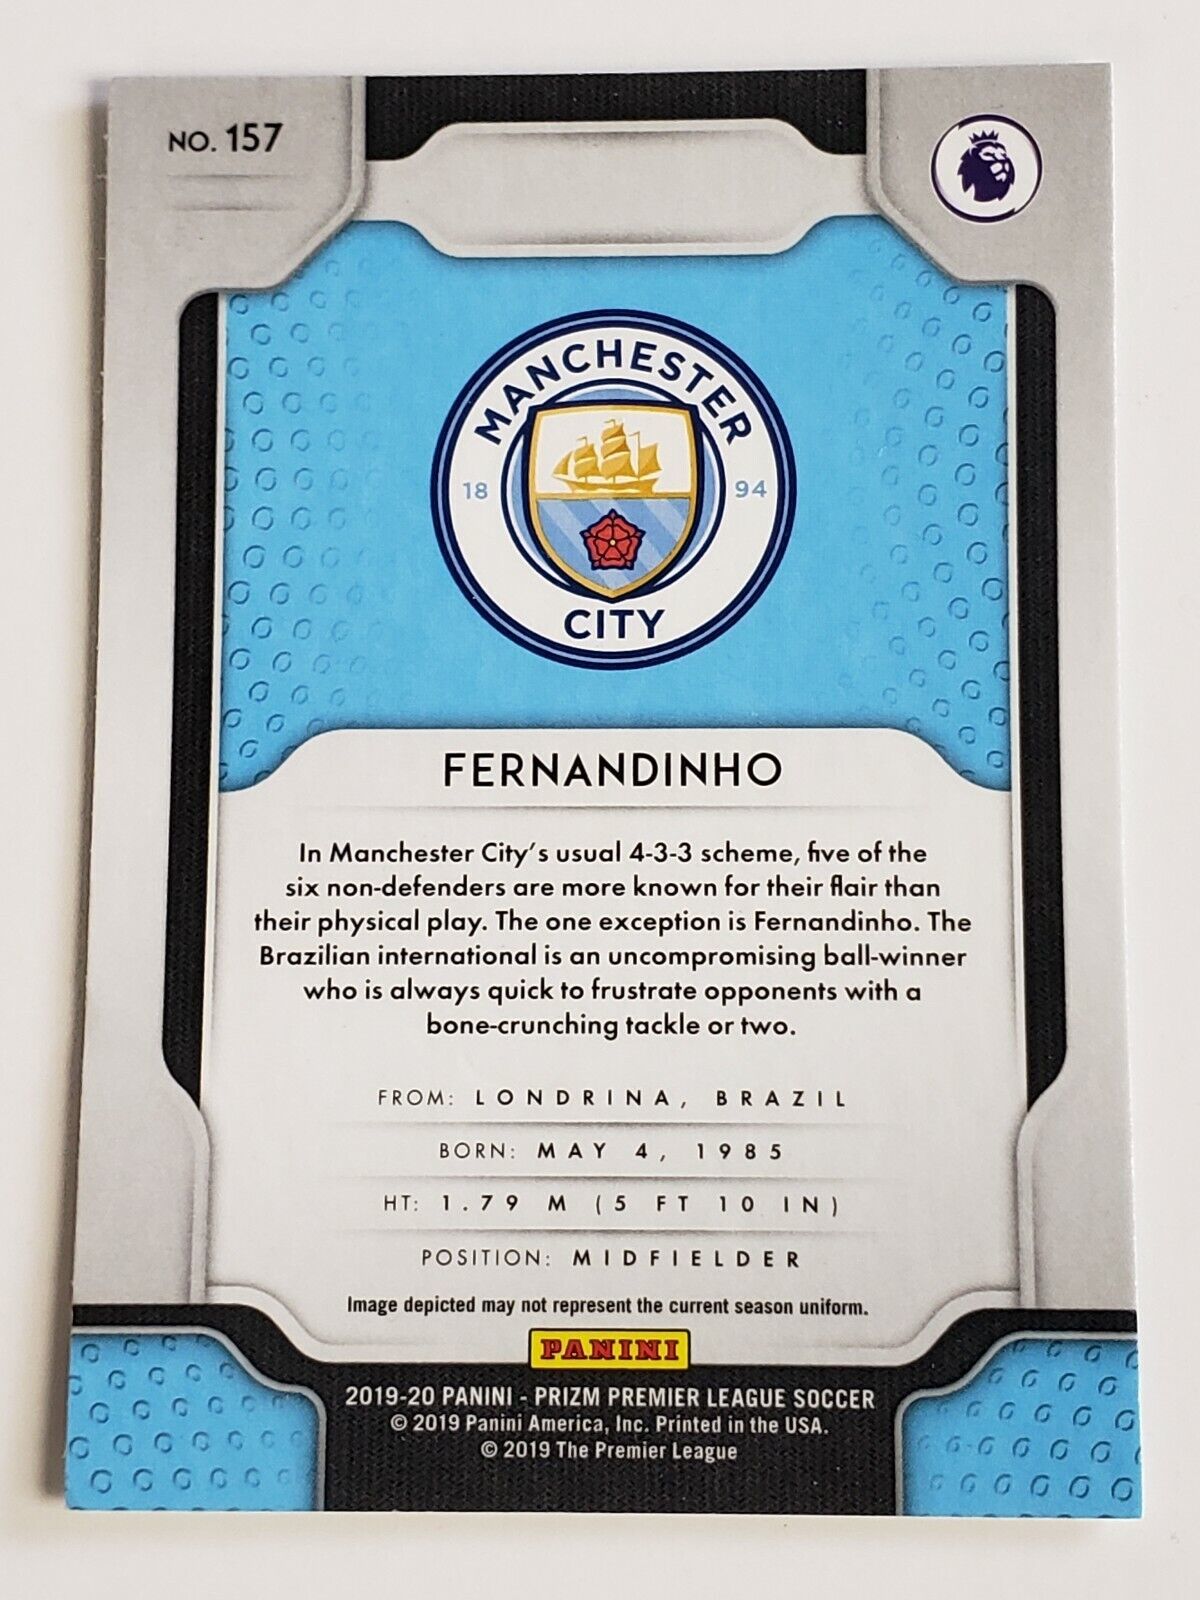 NO. 157
MANCHESTER
18 94
CITY
FERNANDINHO
In Manchester City's usual 4-3-3 scheme, five of the
six non-defenders are more known for their flair than
their physical play. The one exception is Fernandinho. The
Brazilian international is an uncompromising ball-winner
who is always quick to frustrate opponents with a
bone-crunching tackle or two.
FROM: LONDRINA, BRAZIL
BORN: MAY 4, 1985
HT: 1.79 M (5 FT 10 IN)
POSITION: MIDFIELDER
Image depicted may not represent the current season uniform.
PANINI
2019-20 PANINI - PRIZM PREMIER LEAGUE SOCCER
© 2019 Panini America, Inc. Printed in the USA.
© 2019 The Premier League